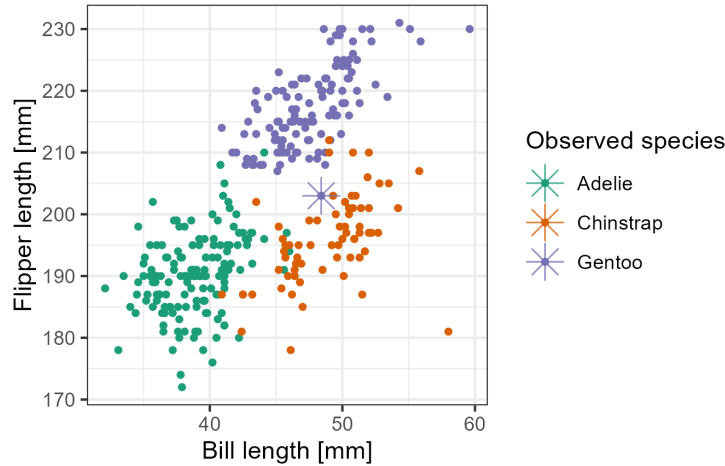 230
220
210
200
190
180
170
40 50 60
Bill length [mm]
Flipper length [mm]
Observed species
Adelie
Chinstrap
Gentoo